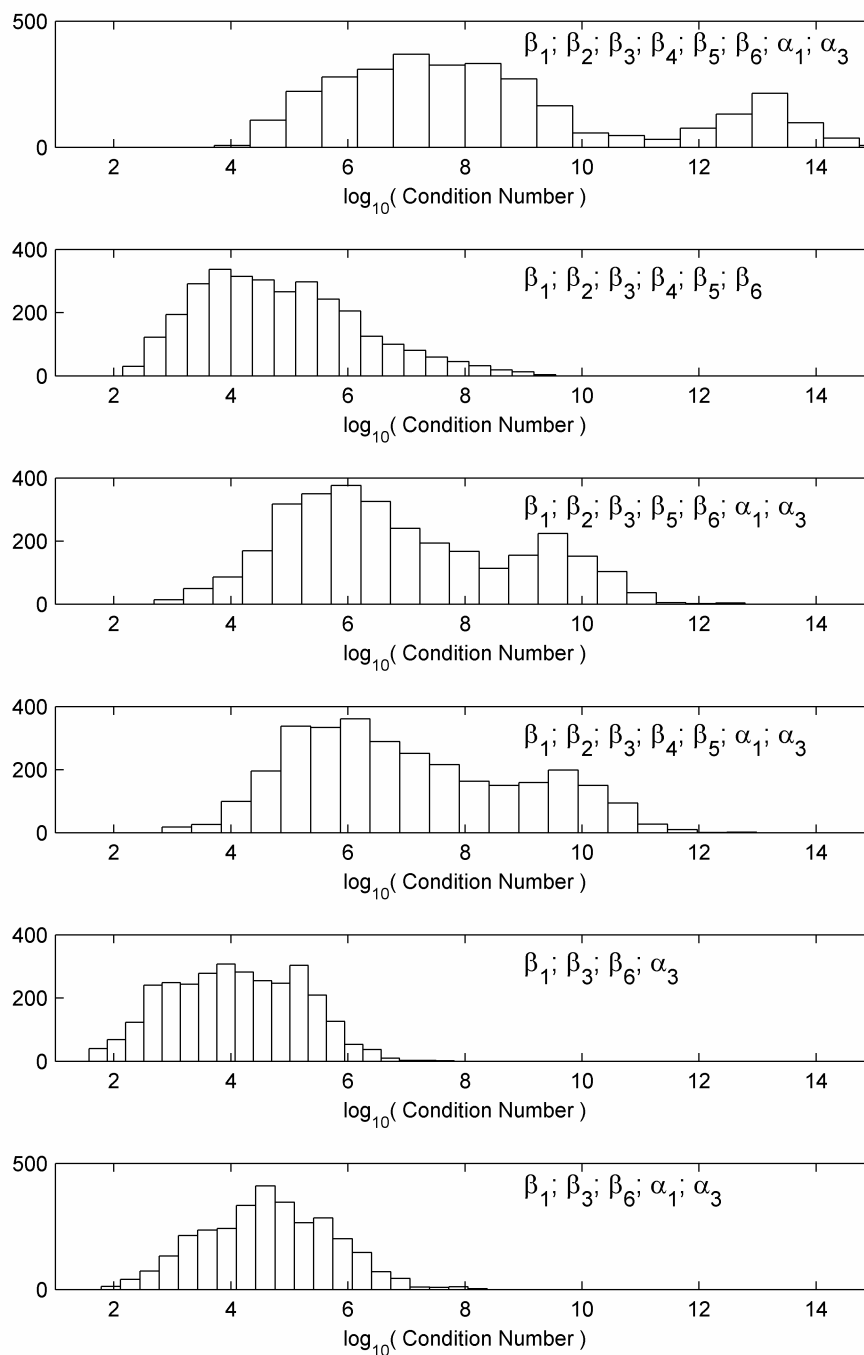 500
β₁; β₂; β₃; β₄; β₅; β₆; α₁; α₃
0
2 4 6 8 10 12 14
log₁₀( Condition Number )
400
β₁; β₂; β₃; β₄; β₅; β₆
200
0
2 4 6 8 10 12 14
log₁₀( Condition Number )
400
β₁; β₂; β₃; β₅; β₆; α₁; α₃
200
0
2 4 6 8 10 12 14
log₁₀( Condition Number )
400
β₁; β₂; β₃; β₄; β₅; α₁; α₃
200
0
2 4 6 8 10 12 14
log₁₀( Condition Number )
400
β₁; β₃; β₆; α₃
200
0
2 4 6 8 10 12 14
log₁₀( Condition Number )
500
β₁; β₃; β₆; α₁; α₃
0
2 4 6 8 10 12 14
log₁₀( Condition Number )